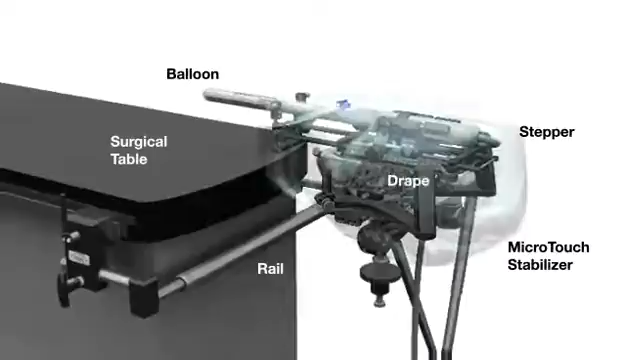 Balloon
Stepper
Surgical
Table
Drape
MicroTouch
Stabilizer
Rail